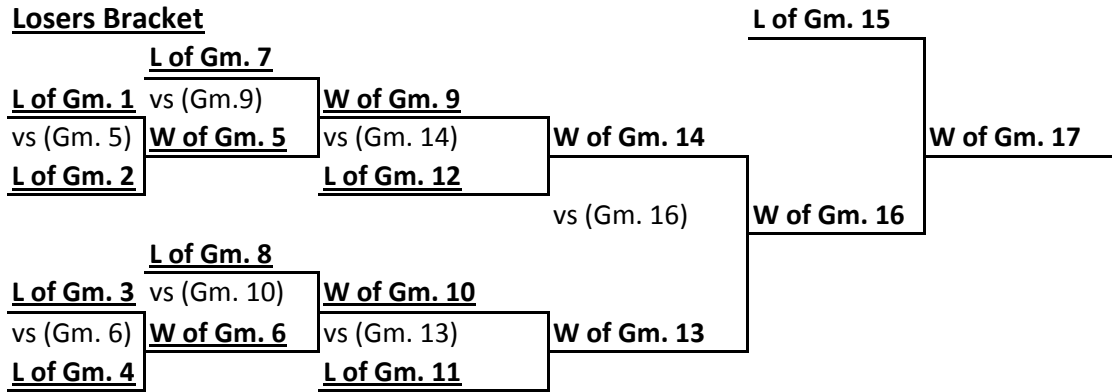 Losers Bracket
L of Gm. 15
L of Gm. 7
L of Gm. 1
vs (Gm.9)
W of Gm. 9
vs (Gm. 5)
W of Gm. 5
vs (Gm. 14)
W of Gm. 14
W of Gm. 17
L of Gm. 2
L of Gm. 12
vs (Gm. 16)
W of Gm. 16
L of Gm. 8
L of Gm. 3
vs (Gm. 10)
W of Gm. 10
vs (Gm. 6)
W of Gm. 6
vs (Gm. 13)
W of Gm. 13
L of Gm. 4
L of Gm. 11